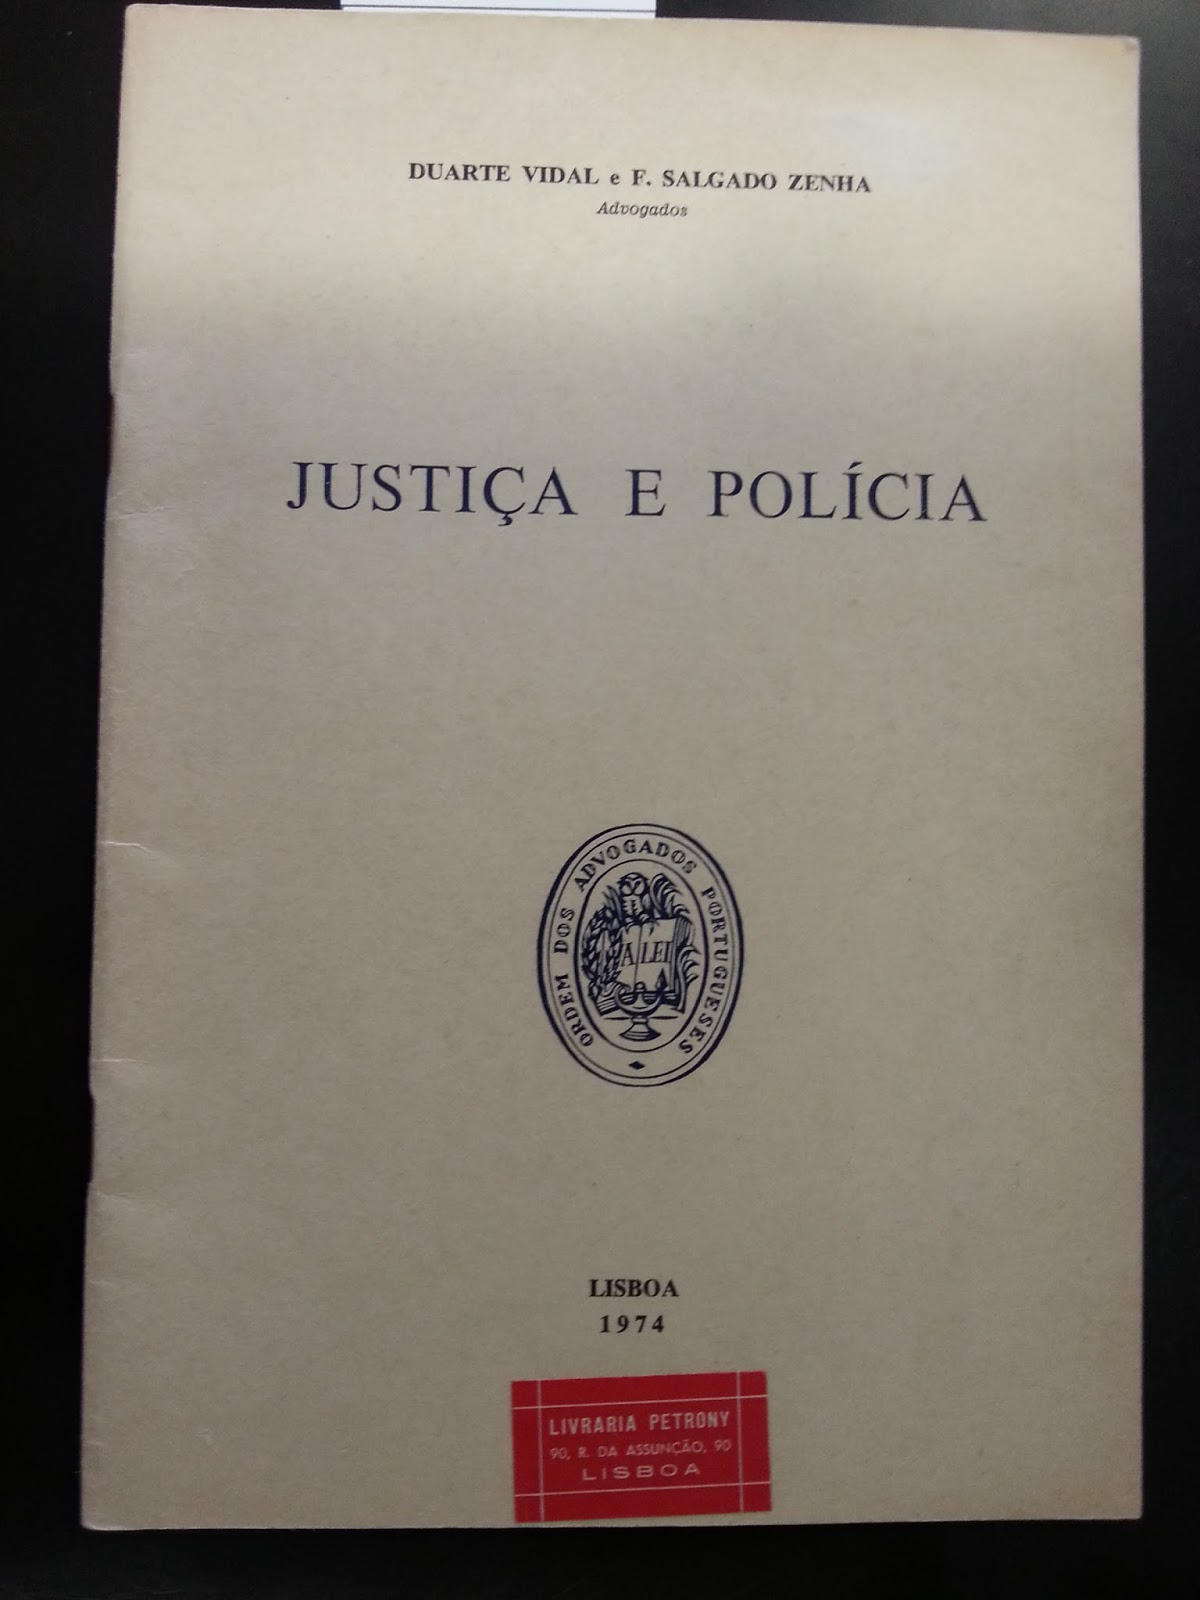 DUARTE VIDAL e F. SALGADO ZENHA
Advogados
JUSTIÇA E POLÍCIA
ORDEM DOS ADVOGADOS PORTUGUESES
A LEI
LISBOA
1974
LIVRARIA PETRONY
90, R. DA ASSUNÇÃO, 90
LISBOA